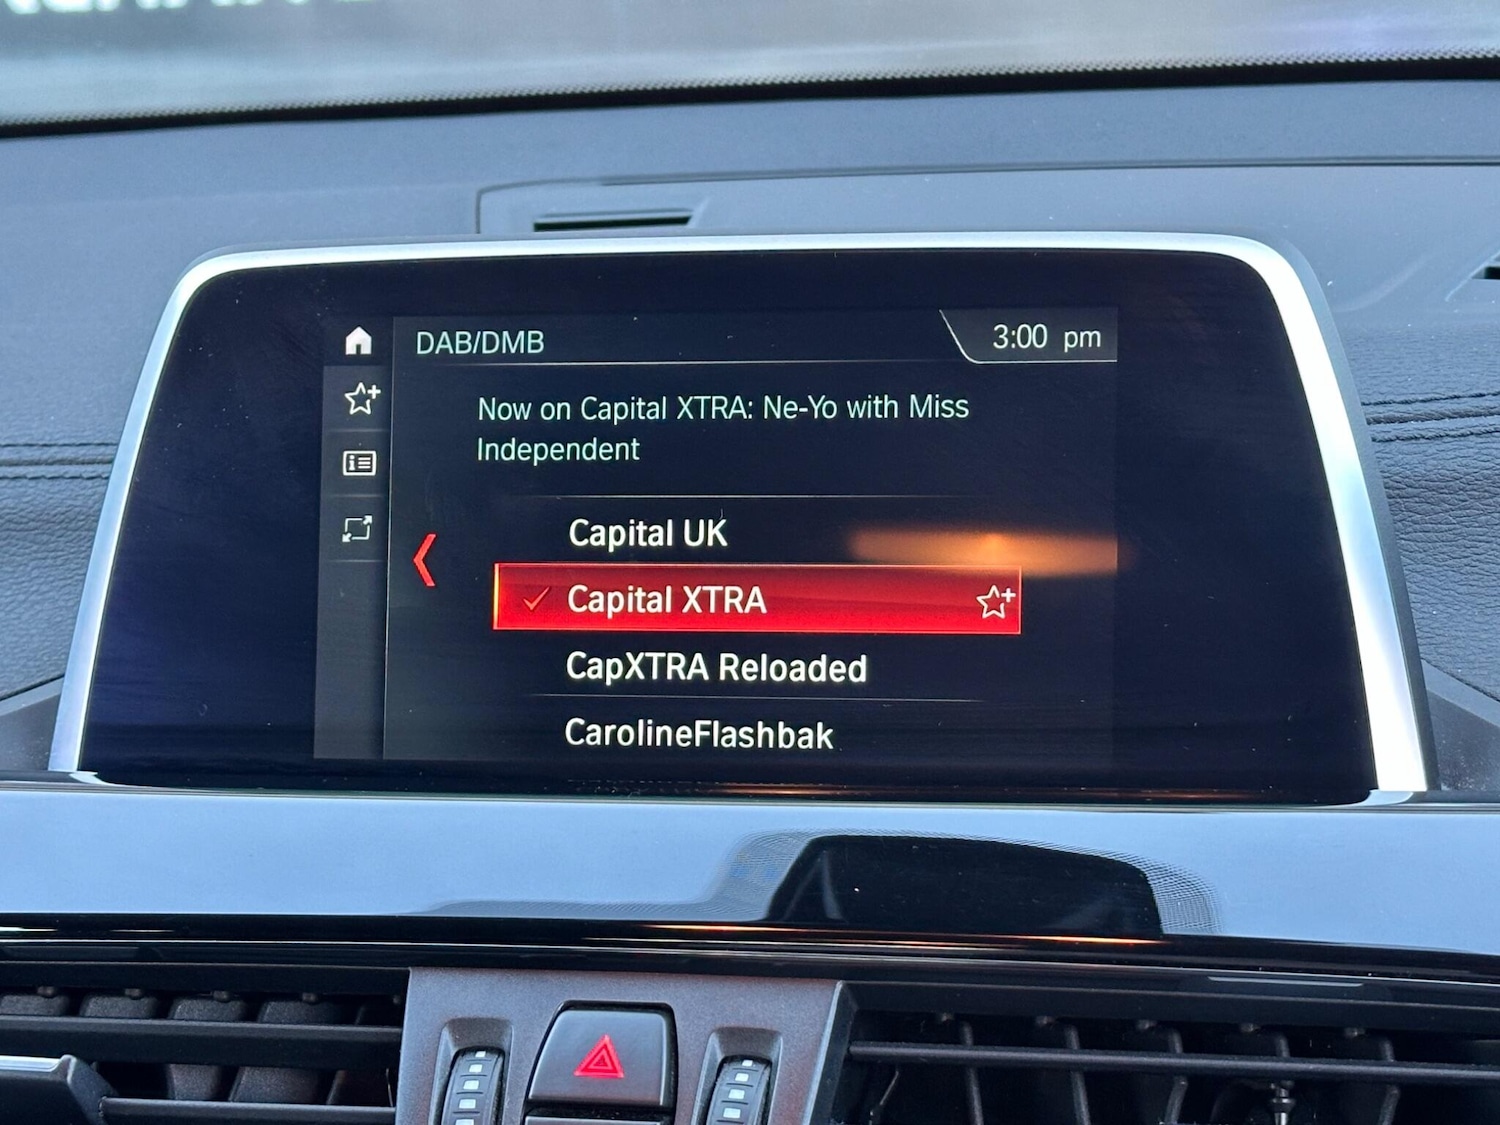 DAB/DMB
3:00 pm
Now on Capital XTRA: Ne-Yo with Miss
Independent
Capital UK
Capital XTRA
CapXTRA Reloaded
CarolineFlashbak